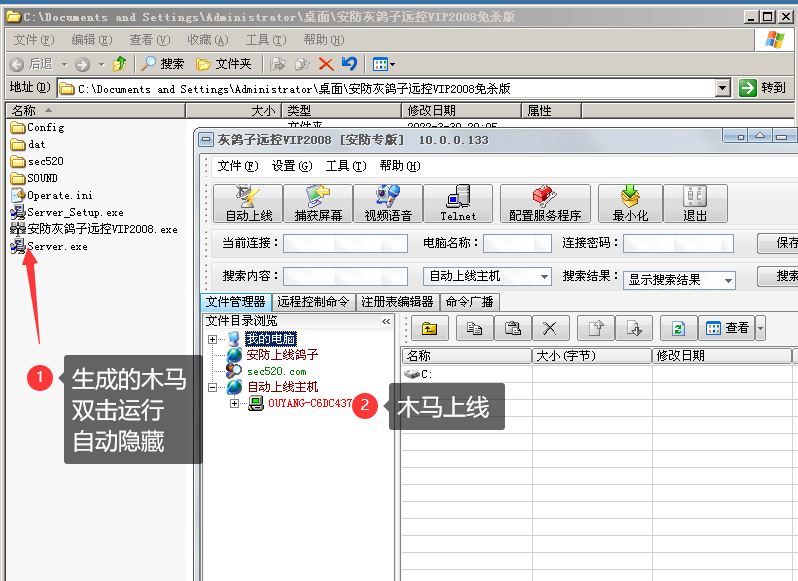 C:\Documents and Settings\Administrator\桌面\安防灰鸽子远控VIP2008免杀版
文件(F) 编辑(E) 查看(V) 收藏(A) 工具(T) 帮助(H)
后退 搜索 文件夹
地址(D) C:\Documents and Settings\Administrator\桌面\安防灰鸽子远控VIP2008免杀版 转到
名称 大小 类型 修改日期 属性
Config
dat
sec520
SOUND
Operate.ini
Server_Setup.exe
安防灰鸽子远控VIP2008.exe
Server.exe
灰鸽子远控VIP2008 [安防专版] 10.0.0.133
文件(F) 设置(G) 工具(T) 帮助(H)
自动上线 捕获屏幕 视频语音 Telnet 配置服务程序 最小化 退出
当前连接: 电脑名称: 连接密码: 保存
搜索内容: 自动上线主机 搜索结果: 显示搜索结果 搜索
文件管理器 远程控制命令 注册表编辑器 命令广播
文件目录浏览 «
查看
我的电脑
安防上线鸽子
sec520.com
自动上线主机
OUYANG-C6DC437
名称 大小(字节) 修改日期
C:
1
生成的木马
双击运行
自动隐藏
2
木马上线